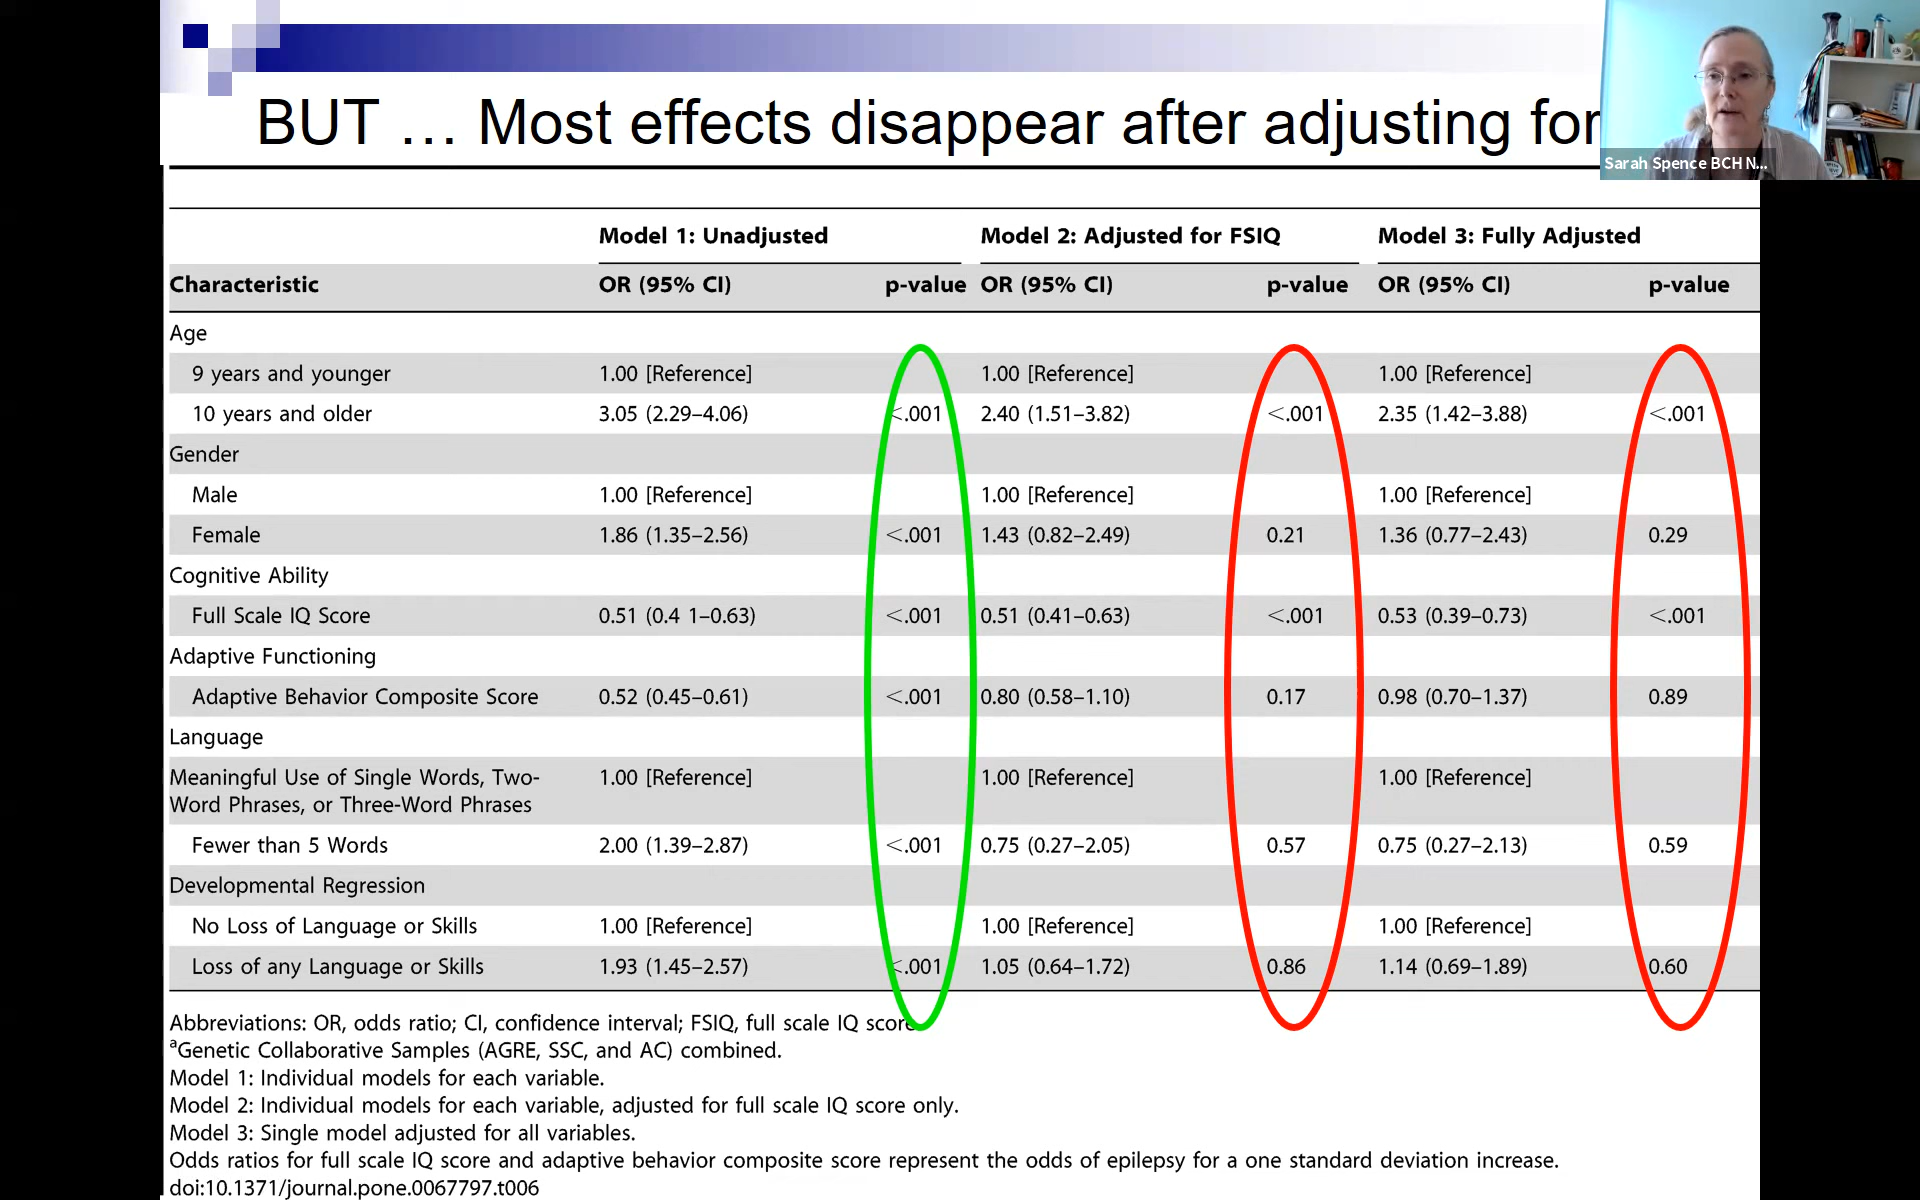 BUT ... Most effects disappear after adjusting for
Sarah Spence BCH N...
Model 1: Unadjusted Model 2: Adjusted for FSIQ Model 3: Fully Adjusted
Characteristic OR (95% CI) p-value OR (95% CI) p-value OR (95% CI) p-value
Age
9 years and younger 1.00 [Reference] 1.00 [Reference] 1.00 [Reference]
10 years and older 3.05 (2.29–4.06) <.001 2.40 (1.51–3.82) <.001 2.35 (1.42–3.88) <.001
Gender
Male 1.00 [Reference] 1.00 [Reference] 1.00 [Reference]
Female 1.86 (1.35–2.56) <.001 1.43 (0.82–2.49) 0.21 1.36 (0.77–2.43) 0.29
Cognitive Ability
Full Scale IQ Score 0.51 (0.4 1–0.63) <.001 0.51 (0.41–0.63) <.001 0.53 (0.39–0.73) <.001
Adaptive Functioning
Adaptive Behavior Composite Score 0.52 (0.45–0.61) <.001 0.80 (0.58–1.10) 0.17 0.98 (0.70–1.37) 0.89
Language
Meaningful Use of Single Words, Two- 1.00 [Reference] 1.00 [Reference] 1.00 [Reference]
Word Phrases, or Three-Word Phrases
Fewer than 5 Words 2.00 (1.39–2.87) <.001 0.75 (0.27–2.05) 0.57 0.75 (0.27–2.13) 0.59
Developmental Regression
No Loss of Language or Skills 1.00 [Reference] 1.00 [Reference] 1.00 [Reference]
Loss of any Language or Skills 1.93 (1.45–2.57) <.001 1.05 (0.64–1.72) 0.86 1.14 (0.69–1.89) 0.60
Abbreviations: OR, odds ratio; CI, confidence interval; FSIQ, full scale IQ score
aGenetic Collaborative Samples (AGRE, SSC, and AC) combined.
Model 1: Individual models for each variable.
Model 2: Individual models for each variable, adjusted for full scale IQ score only.
Model 3: Single model adjusted for all variables.
Odds ratios for full scale IQ score and adaptive behavior composite score represent the odds of epilepsy for a one standard deviation increase.
doi:10.1371/journal.pone.0067797.t006